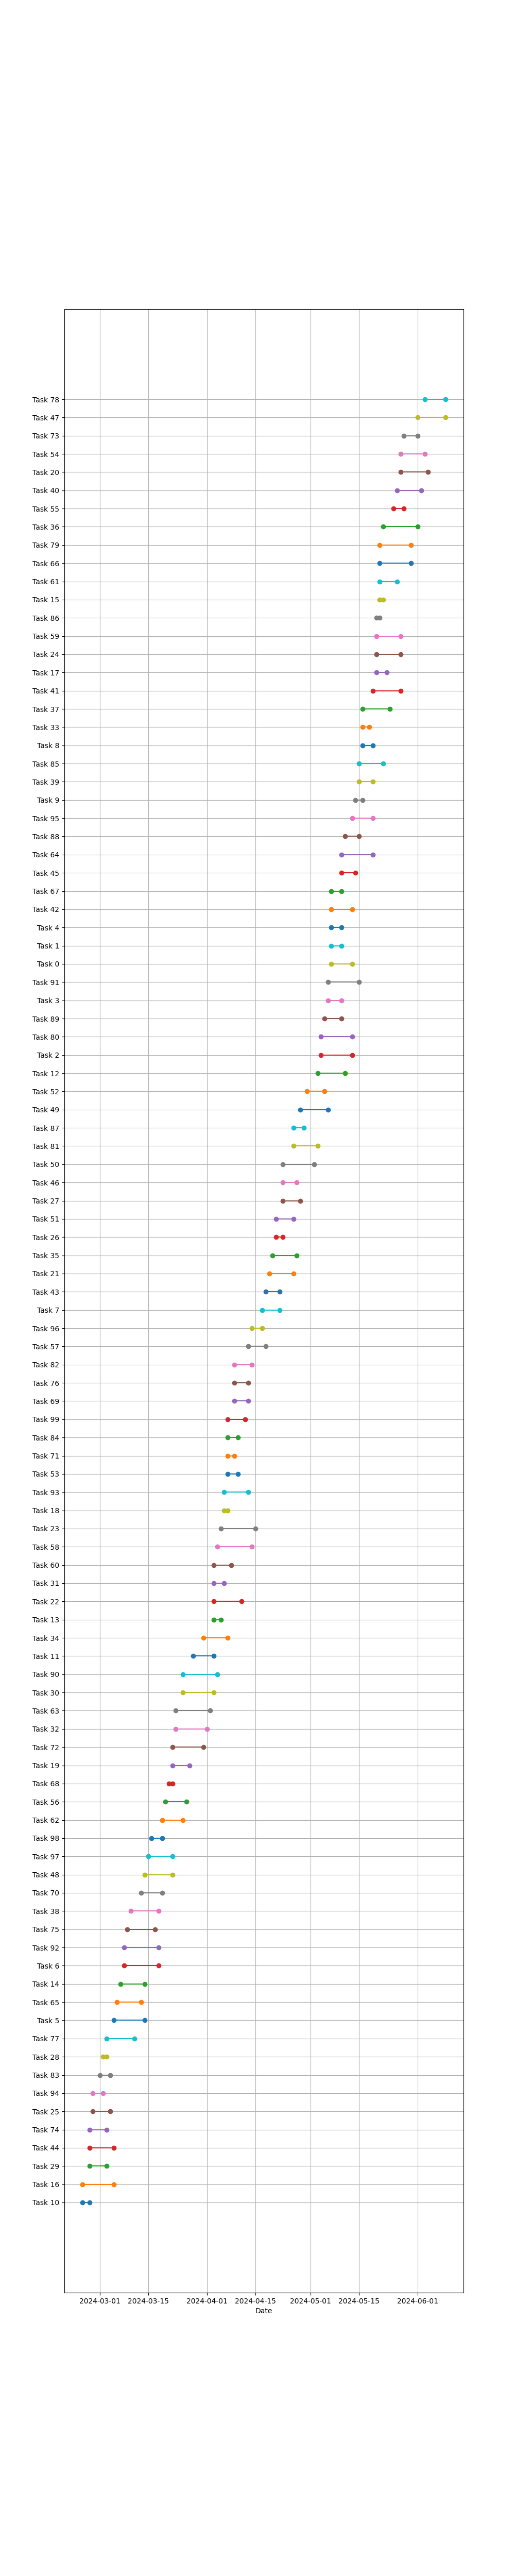 Task 78
Task 47
Task 73
Task 54
Task 20
Task 40
Task 55
Task 36
Task 79
Task 66
Task 61
Task 15
Task 86
Task 59
Task 24
Task 17
Task 41
Task 37
Task 33
Task 8
Task 85
Task 39
Task 9
Task 95
Task 88
Task 64
Task 45
Task 67
Task 42
Task 4
Task 1
Task 0
Task 91
Task 3
Task 89
Task 80
Task 2
Task 12
Task 52
Task 49
Task 87
Task 81
Task 50
Task 46
Task 27
Task 51
Task 26
Task 35
Task 21
Task 43
Task 7
Task 96
Task 57
Task 82
Task 76
Task 69
Task 99
Task 84
Task 71
Task 53
Task 93
Task 18
Task 23
Task 58
Task 60
Task 31
Task 22
Task 13
Task 34
Task 11
Task 90
Task 30
Task 63
Task 32
Task 72
Task 19
Task 68
Task 56
Task 62
Task 98
Task 97
Task 48
Task 70
Task 38
Task 75
Task 92
Task 6
Task 14
Task 65
Task 5
Task 77
Task 28
Task 83
Task 94
Task 25
Task 74
Task 44
Task 29
Task 16
Task 10
2024-03-01 2024-03-15 2024-04-01 2024-04-15 2024-05-01 2024-05-15 2024-06-01
Date